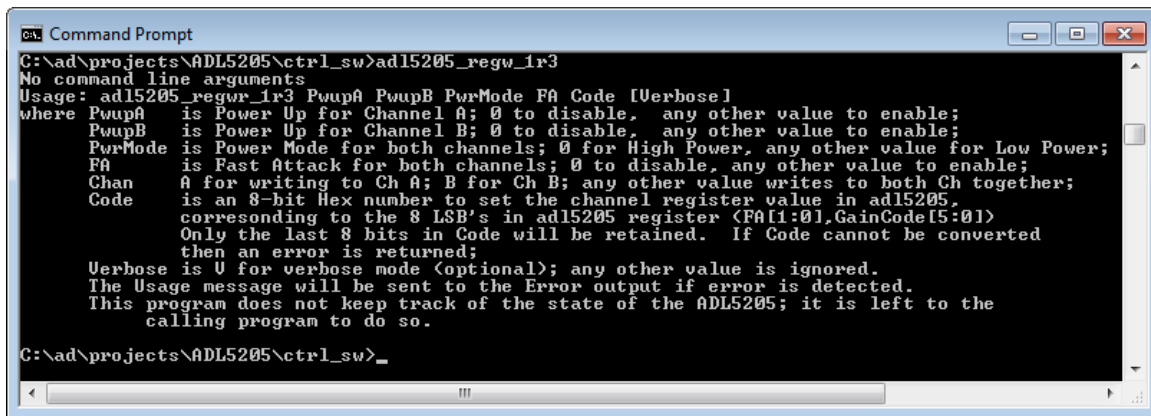 Command Prompt
C:\ad\projects\ADL5205\ctrl_sw>adl5205_regw_1r3
No command line arguments
Usage: adl5205_regwr_1r3 PwupA PwupB PwrMode FA Code [Verbose]
where PwupA is Power Up for Channel A; 0 to disable, any other value to enable;
PwupB is Power Up for Channel B; 0 to disable, any other value to enable;
PwrMode is Power Mode for both channels; 0 for High Power, any other value for Low Power;
FA is Fast Attack for both channels; 0 to disable, any other value to enable;
Chan A for writing to Ch A; B for Ch B; any other value writes to both Ch together;
Code is an 8-bit Hex number to set the channel register value in adl5205,
corresonding to the 8 LSB's in adl5205 register (FA[1:0],GainCode[5:0])
Only the last 8 bits in Code will be retained. If Code cannot be converted
then an error is returned;
Verbose is V for verbose mode (optional); any other value is ignored.
The Usage message will be sent to the Error output if error is detected.
This program does not keep track of the state of the ADL5205; it is left to the
calling program to do so.
C:\ad\projects\ADL5205\ctrl_sw>_